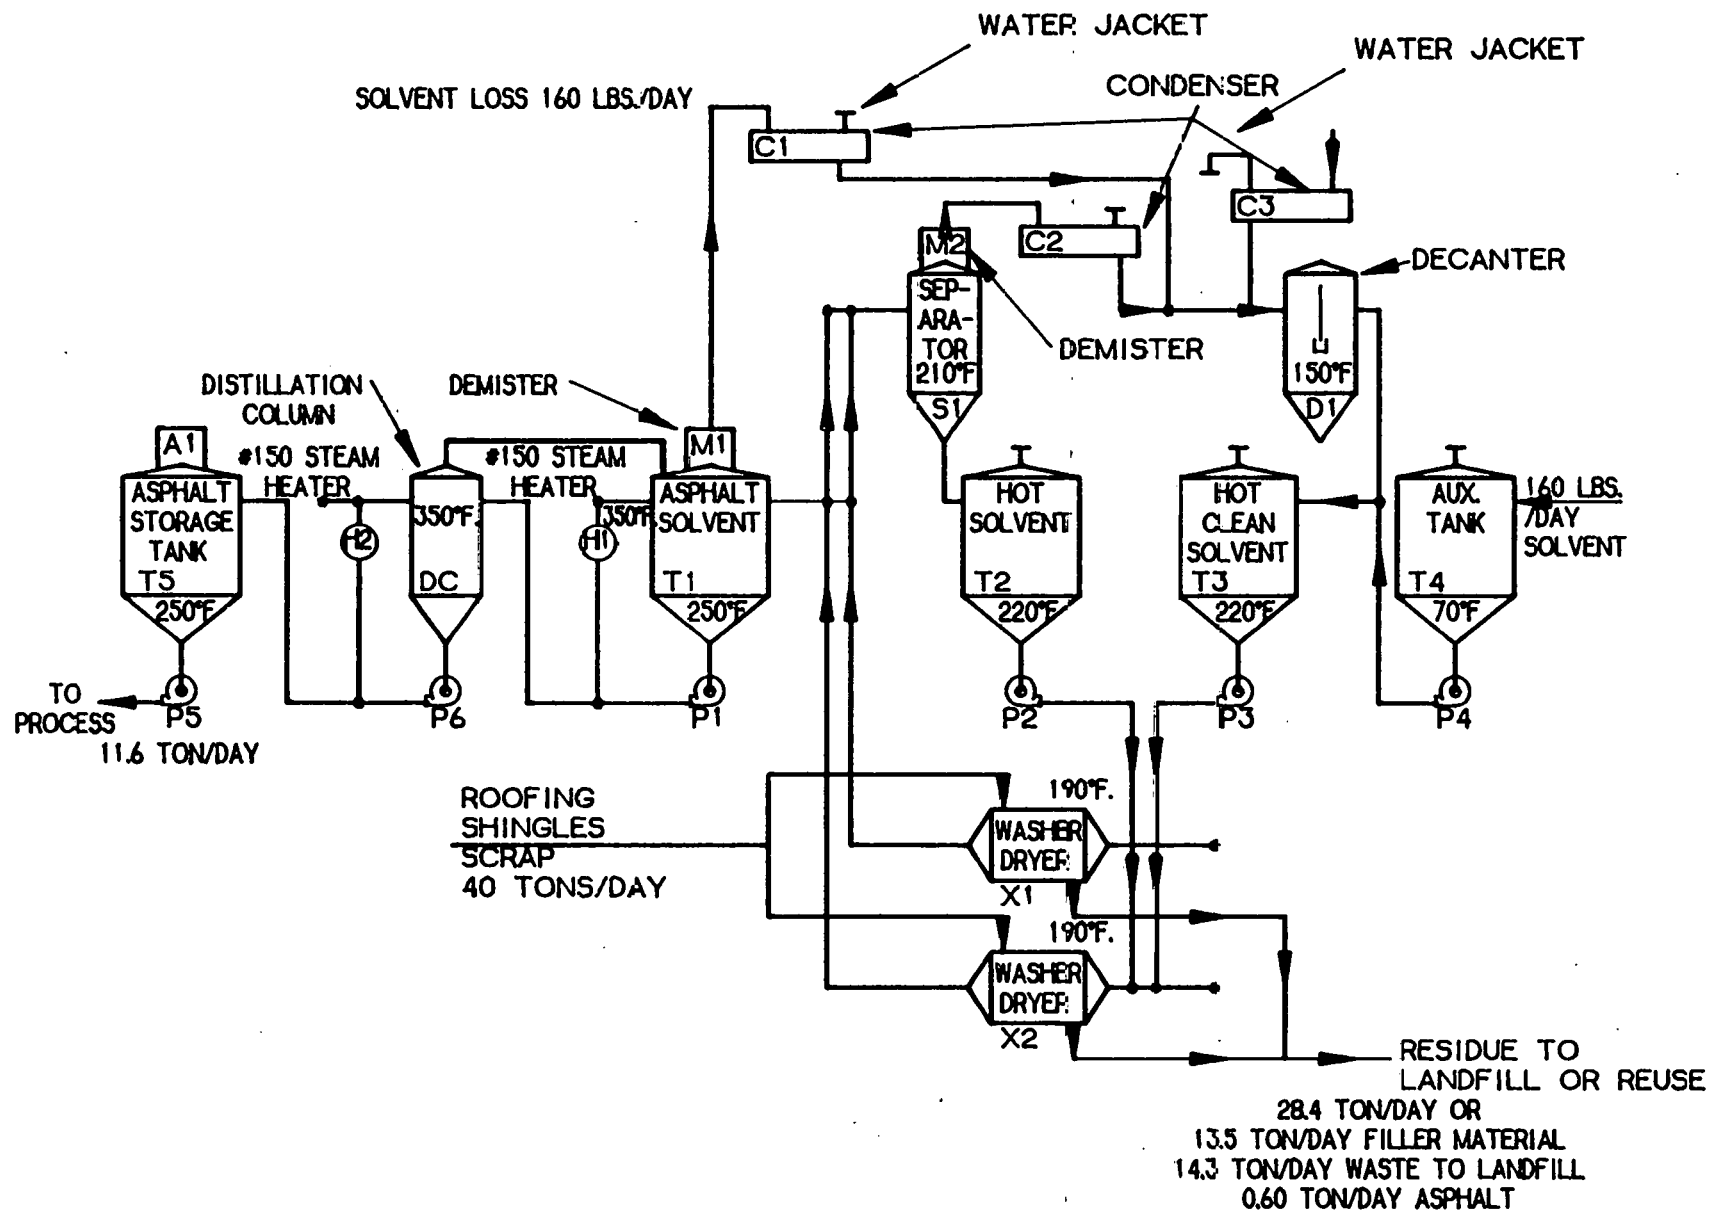 WATER JACKET
WATER JACKET
CONDENSER
SOLVENT LOSS 160 LBS./DAY
C1
C3
C2
M2
DECANTER
SEP-
ARA-
TOR
210°F
S1
DEMISTER
150°F
D1
DISTILLATION
COLUMN
DEMISTER
A1
#150 STEAM
HEATER
#150 STEAM
HEATER
M1
ASPHALT
STORAGE
TANK
T5
250°F
H2
350°F.
DC
350°F
H1
ASPHALT
SOLVENT
T1
250°F
HOT
SOLVENT
T2
220°F
HOT
CLEAN
SOLVENT
T3
220°F
AUX.
TANK
T4
70°F
160 LBS.
/DAY
SOLVENT
TO
PROCESS
P5
P6
P1
P2
P3
P4
11.6 TON/DAY
ROOFING
SHINGLES
SCRAP
40 TONS/DAY
190°F.
WASHER
DRYER
X1
190°F.
WASHER
DRYER
X2
RESIDUE TO
LANDFILL OR REUSE
28.4 TON/DAY OR
13.5 TON/DAY FILLER MATERIAL
14.3 TON/DAY WASTE TO LANDFILL
0.60 TON/DAY ASPHALT